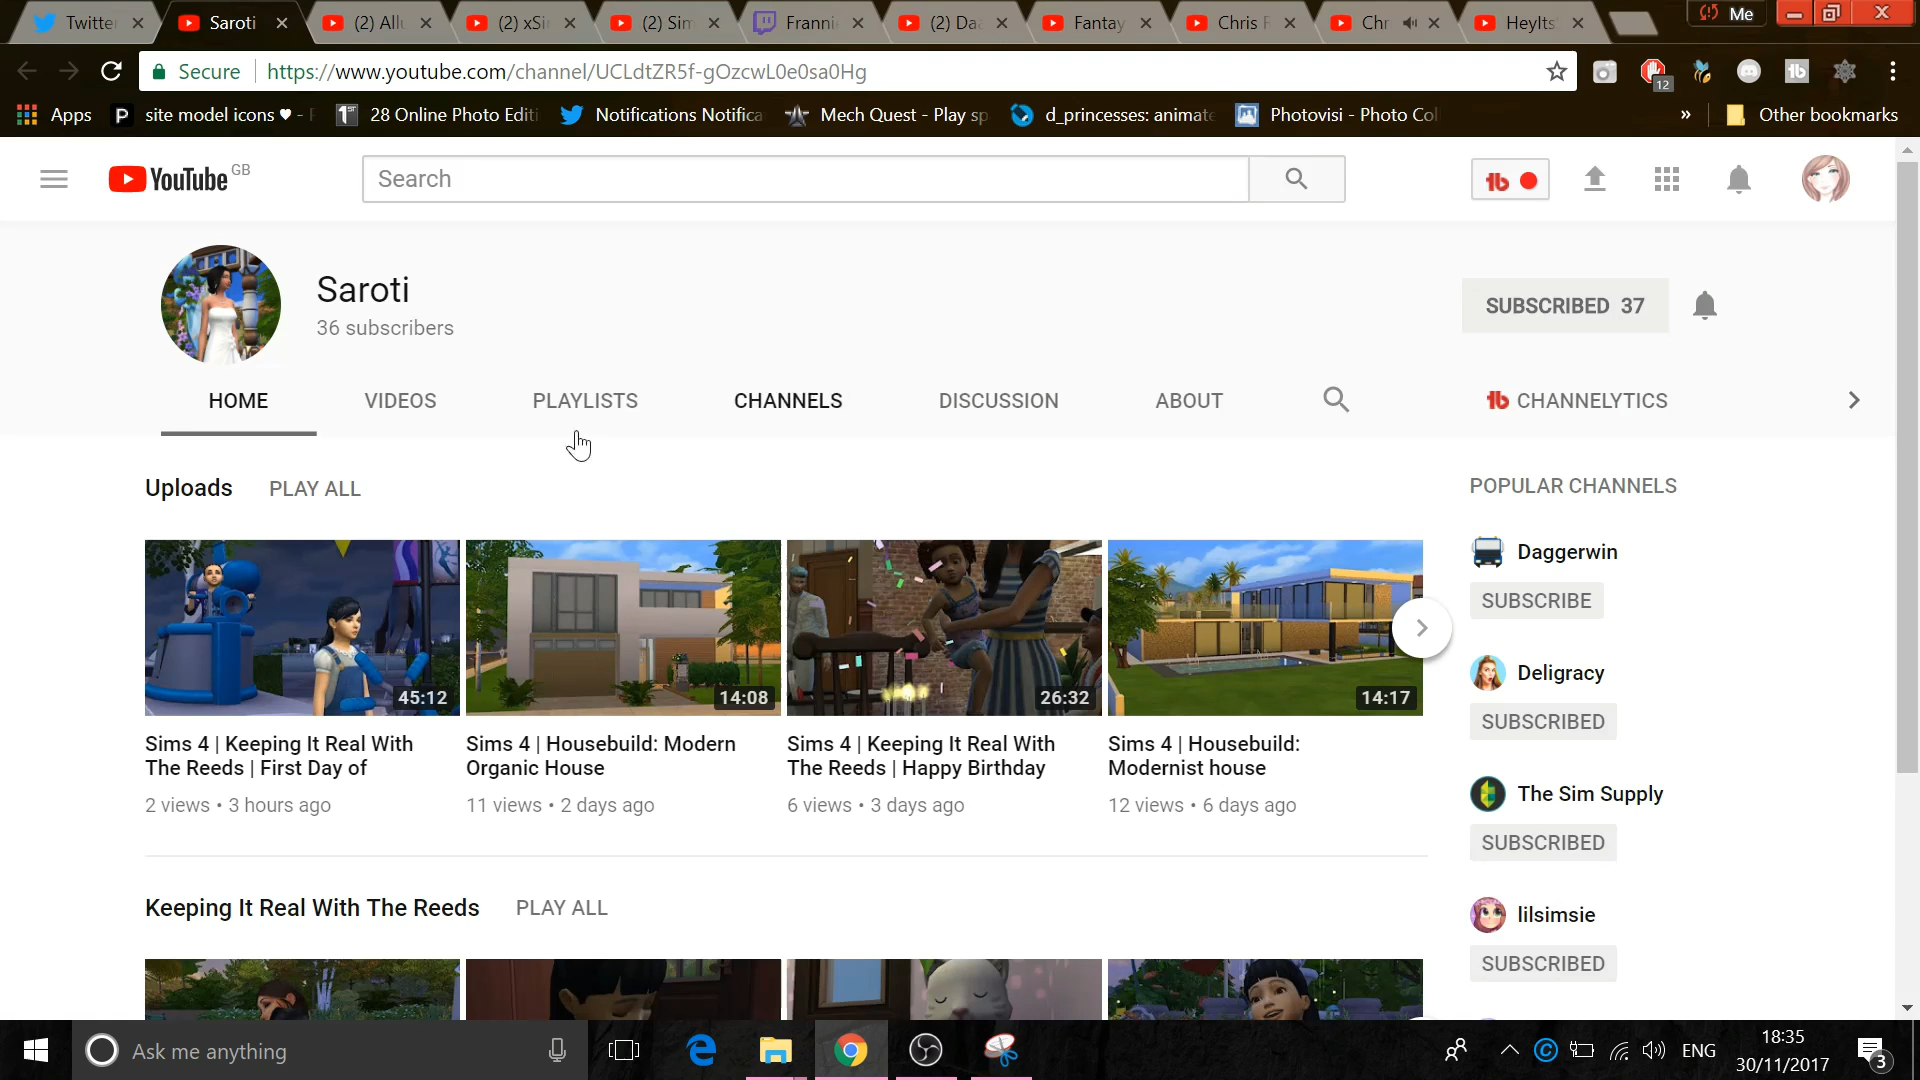 Twitter
Saroti
(2) All
(2) xSi
(2) Sim
Franni
(2) Da
Fantay
Chris F
Chr
HeyIts
Me
Secure
https://www.youtube.com/channel/UCLdtZR5f-gOzcwL0e0sa0Hg
12
Apps
site model icons ♥ - F
28 Online Photo Editi
Notifications Notifica
Mech Quest - Play sp
d_princesses: animate
Photovisi - Photo Col
»
Other bookmarks
YouTube GB
Search
Saroti
36 subscribers
SUBSCRIBED 37
HOME
VIDEOS
PLAYLISTS
CHANNELS
DISCUSSION
ABOUT
CHANNELYTICS
Uploads
PLAY ALL
45:12
14:08
26:32
14:17
Sims 4 | Keeping It Real With
The Reeds | First Day of
2 views • 3 hours ago
Sims 4 | Housebuild: Modern
Organic House
11 views • 2 days ago
Sims 4 | Keeping It Real With
The Reeds | Happy Birthday
6 views • 3 days ago
Sims 4 | Housebuild:
Modernist house
12 views • 6 days ago
POPULAR CHANNELS
Daggerwin
SUBSCRIBE
Deligracy
SUBSCRIBED
The Sim Supply
SUBSCRIBED
lilsimsie
SUBSCRIBED
Keeping It Real With The Reeds
PLAY ALL
Ask me anything
ENG
18:35
30/11/2017
3